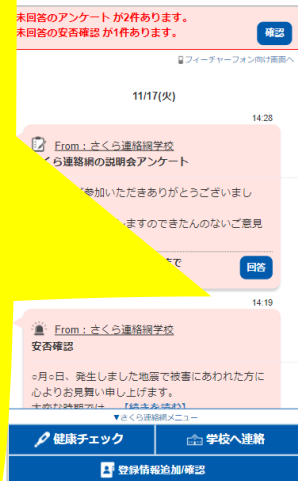 未回答のアンケート が2件あります。
未回答の安否確認 が1件あります。
確認
フィーチャーフォン向け画面へ
11/17(火)
14:28
From：さくら連絡網学校
くら連絡網の説明会アンケート
参加いただきありがとうございまし
ますのできたんのないご意見
で
回答
14:19
From：さくら連絡網学校
安否確認
○月○日、発生しました地震で被害にあわれた方に
心よりお見舞い申し上げます。
大変な時期では 【続きを読む】
▼さくら連絡網メニュー
健康チェック
学校へ連絡
登録情報追加/確認